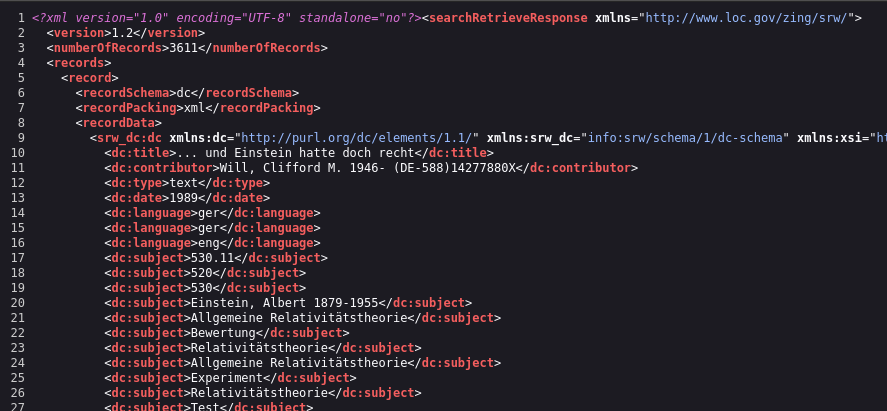 1 <?xml version="1.0" encoding="UTF-8" standalone="no"?><searchRetrieveResponse xmlns="http://www.loc.gov/zing/srw/">
2 <version>1.2</version>
3 <numberOfRecords>3611</numberOfRecords>
4 <records>
5 <record>
6 <recordSchema>dc</recordSchema>
7 <recordPacking>xml</recordPacking>
8 <recordData>
9 <srw_dc:dc xmlns:dc="http://purl.org/dc/elements/1.1/" xmlns:srw_dc="info:srw/schema/1/dc-schema" xmlns:xsi="ht
10 <dc:title>... und Einstein hatte doch recht</dc:title>
11 <dc:contributor>Will, Clifford M. 1946- (DE-588)14277880X</dc:contributor>
12 <dc:type>text</dc:type>
13 <dc:date>1989</dc:date>
14 <dc:language>ger</dc:language>
15 <dc:language>ger</dc:language>
16 <dc:language>eng</dc:language>
17 <dc:subject>530.11</dc:subject>
18 <dc:subject>520</dc:subject>
19 <dc:subject>530</dc:subject>
20 <dc:subject>Einstein, Albert 1879-1955</dc:subject>
21 <dc:subject>Allgemeine Relativitätstheorie</dc:subject>
22 <dc:subject>Bewertung</dc:subject>
23 <dc:subject>Relativitätstheorie</dc:subject>
24 <dc:subject>Allgemeine Relativitätstheorie</dc:subject>
25 <dc:subject>Experiment</dc:subject>
26 <dc:subject>Relativitätstheorie</dc:subject>
27 <dc:subject>Test</dc:subject>